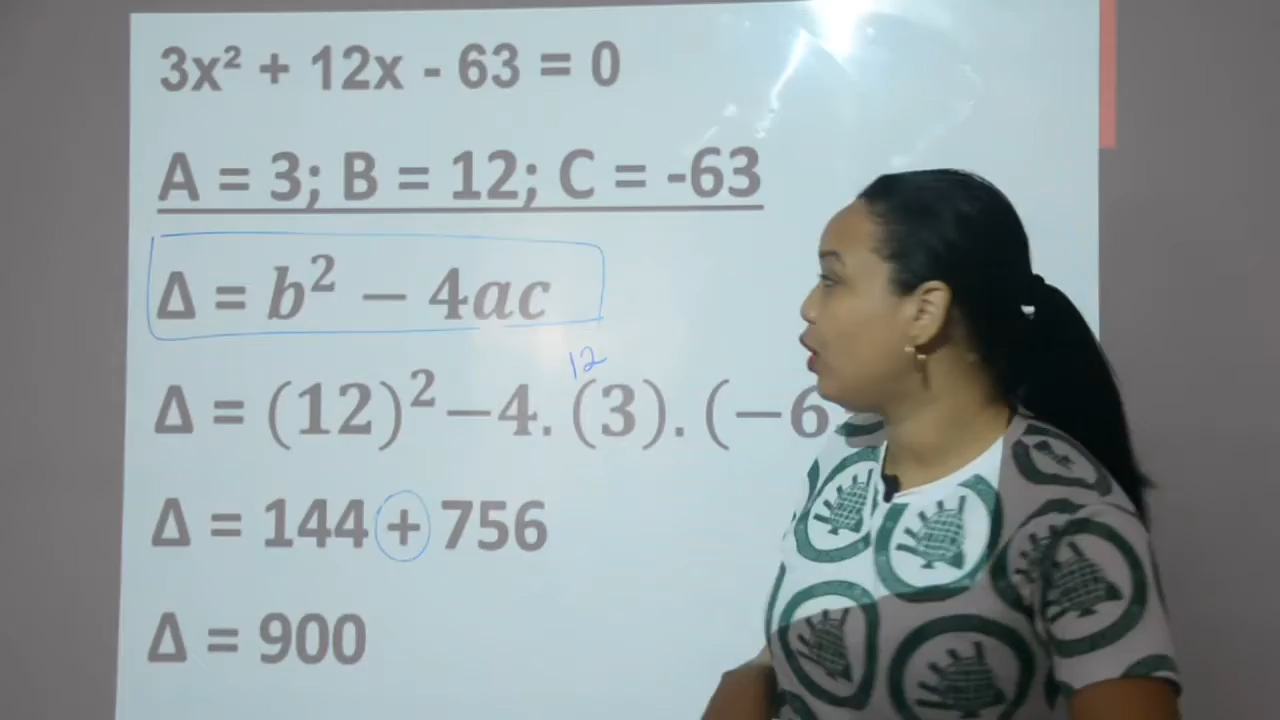 3x² + 12x - 63 = 0
A = 3; B = 12; C = -63
Δ = b² − 4ac
12
Δ = (12)² −4. (3). (−6
Δ = 144 + 756
Δ = 900